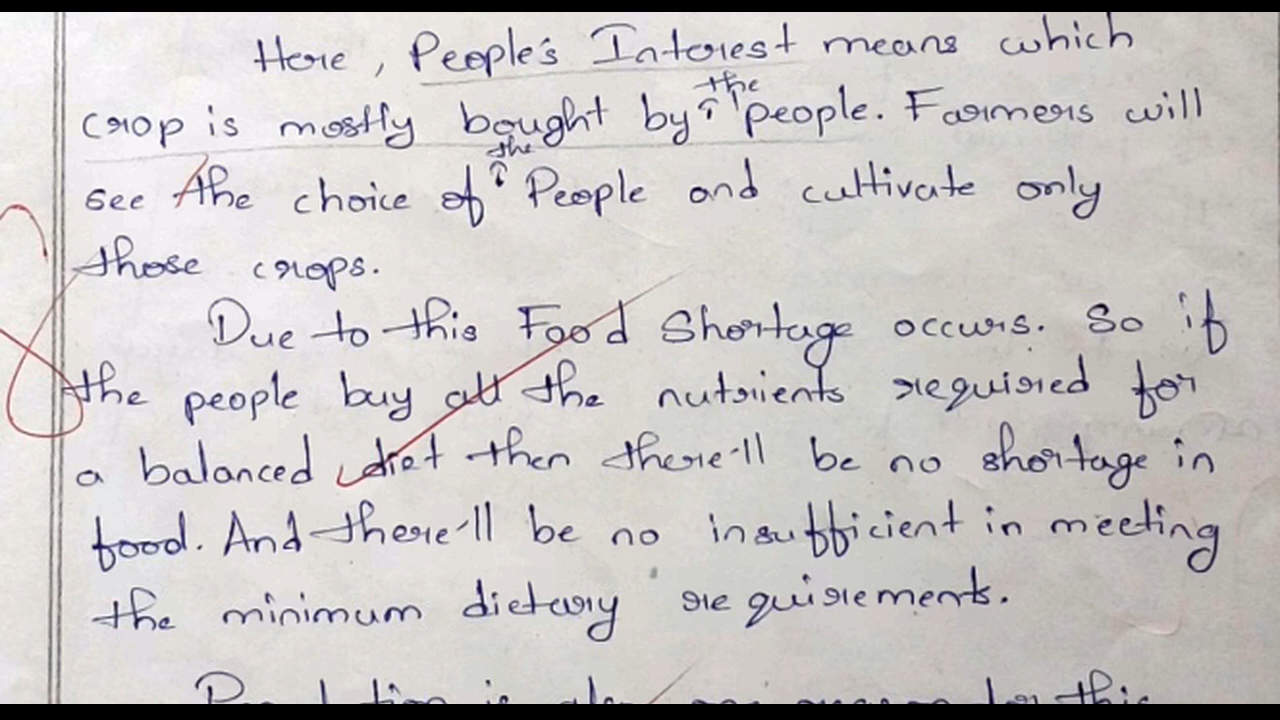 Here, People's Interest means which
crop is mostly bought by the people. Farmers will
see the choice of the People and cultivate only
those crops.
Due to this Food Shortage occurs. So if
the people buy all the nutrients required for
a balanced diet then there'll be no shortage in
food. And there'll be no insufficient in meeting
the minimum dietary requirements.